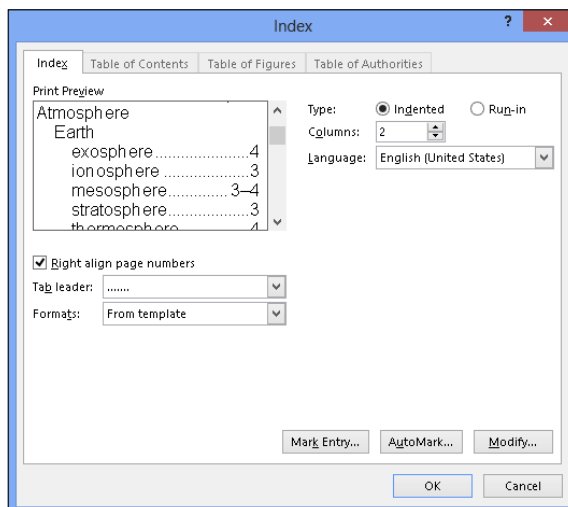 Index ?
Index Table of Contents Table of Figures Table of Authorities
Print Preview
Atmosphere
Earth
exosphere.....................4
ionosphere....................3
mesosphere...............3–4
stratosphere..................3
thermosphere 4
Type: Indented Run-in
Columns: 2
Language: English (United States)
Right align page numbers
Tab leader: .......
Formats: From template
Mark Entry... AutoMark... Modify...
OK Cancel